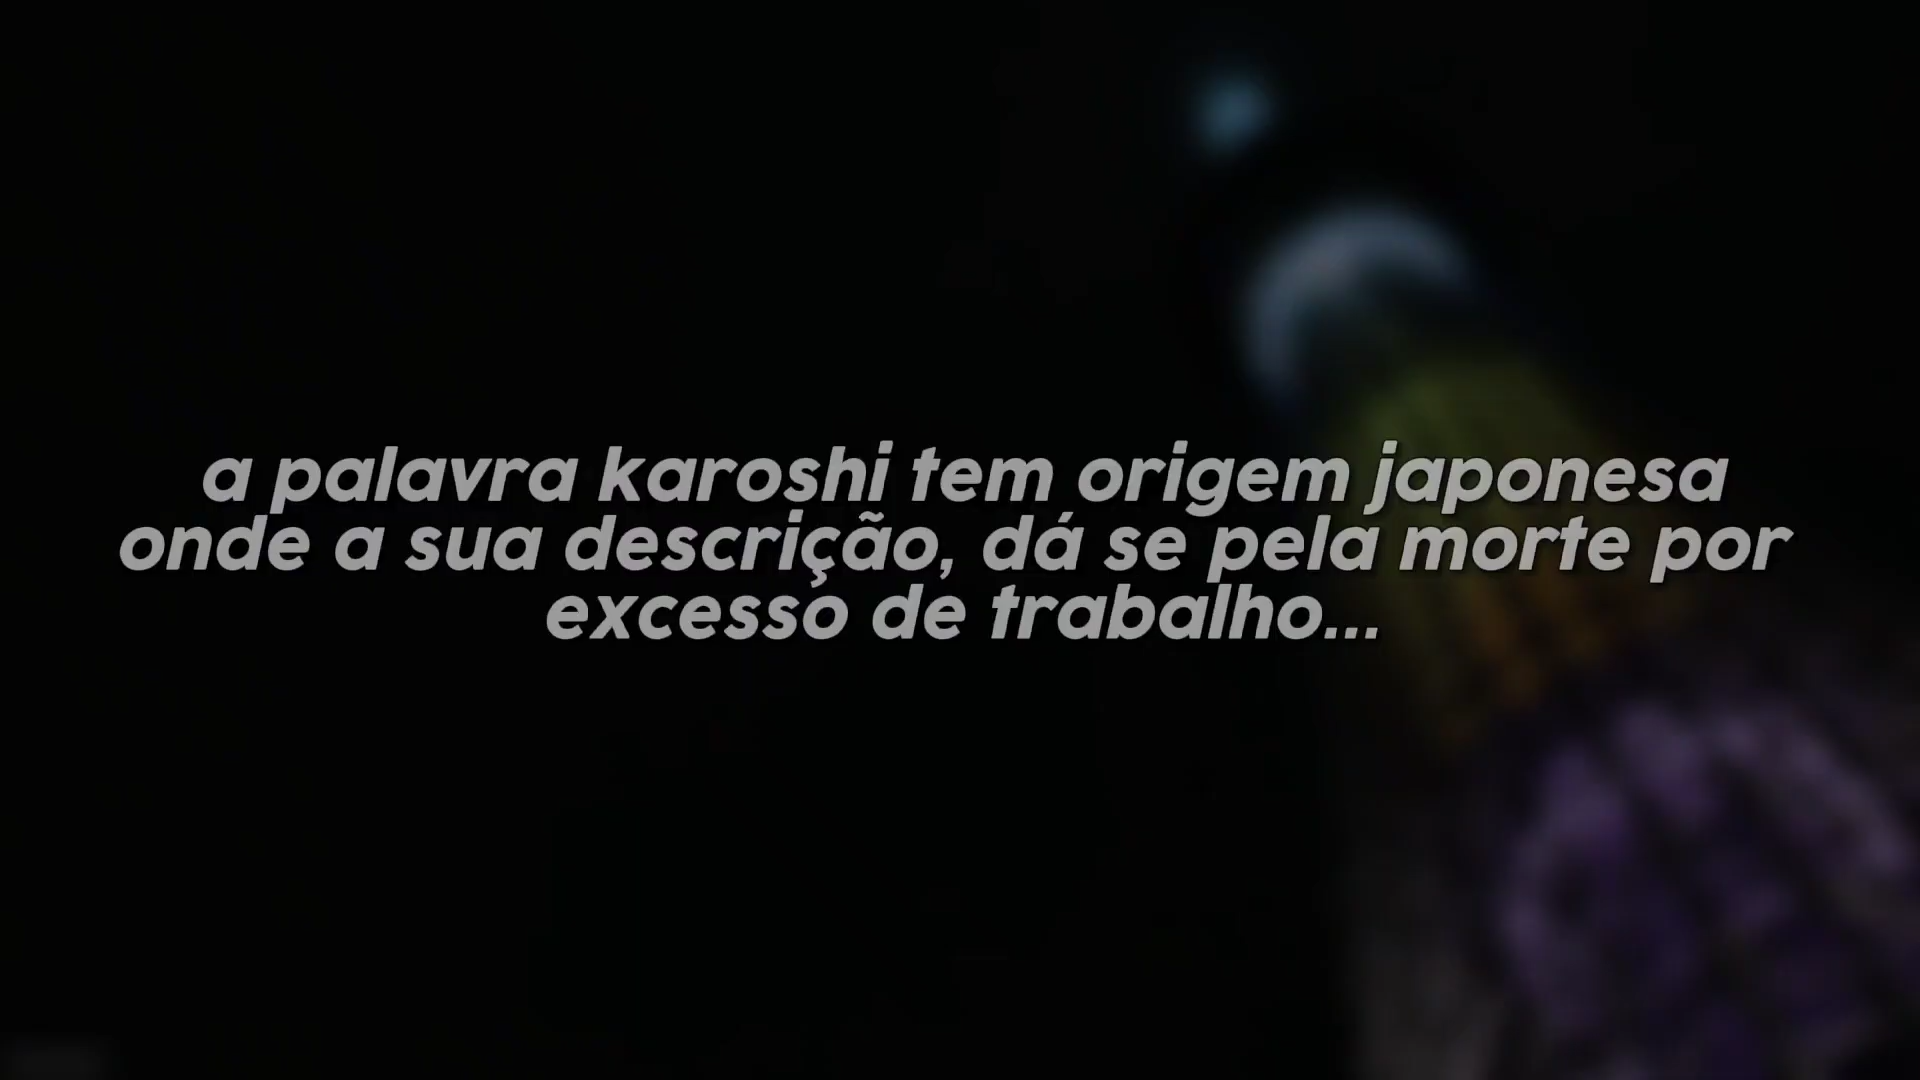 a palavra karoshi tem origem japonesa
onde a sua descrição, dá se pela morte por
excesso de trabalho...